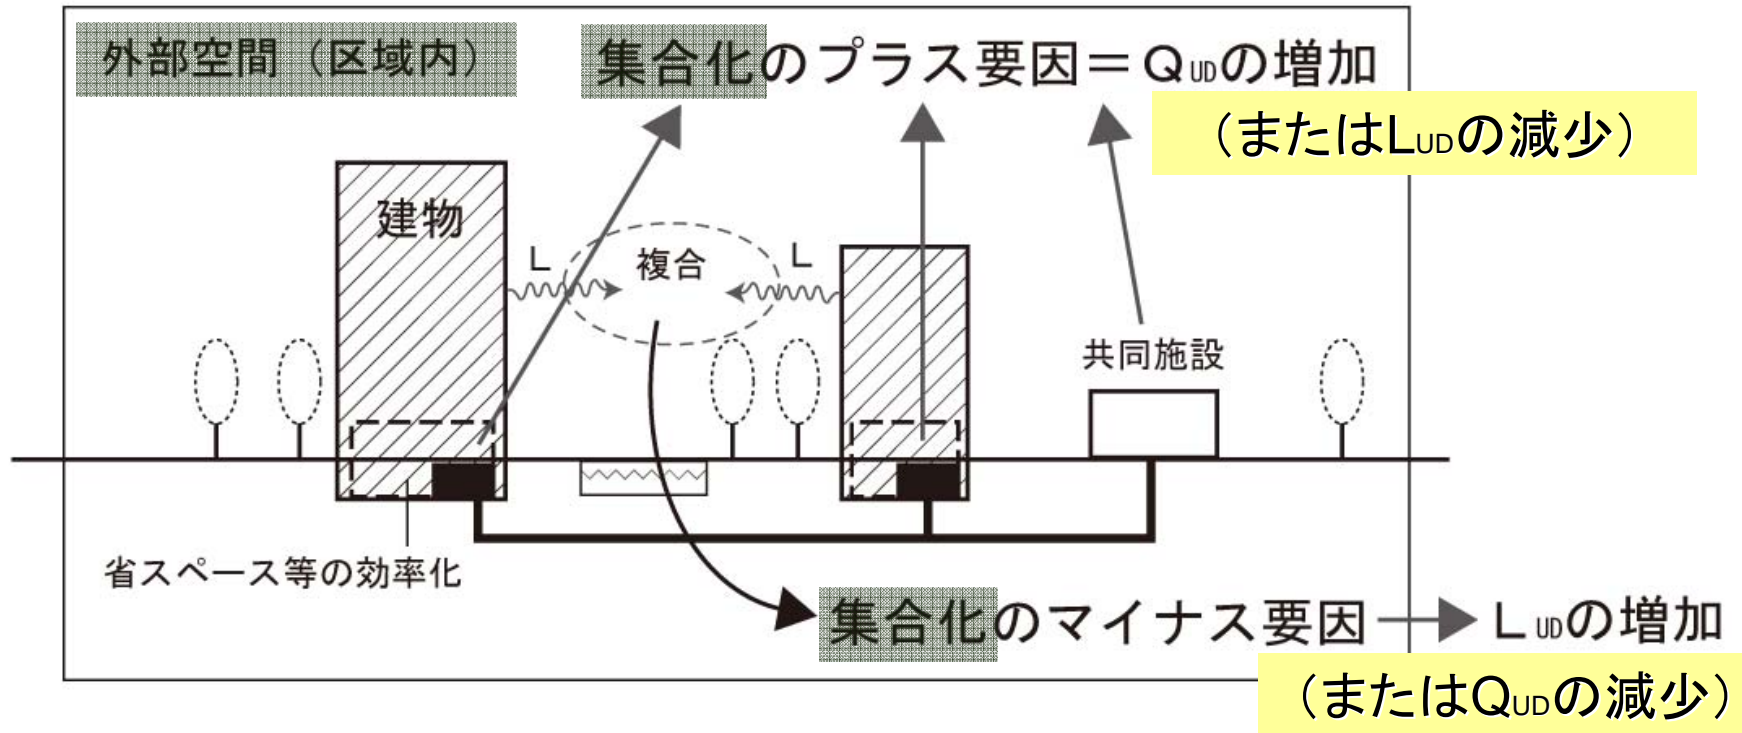 外部空間（区域内）
集合化のプラス要因＝QUDの増加
（またはLUDの減少）
建物
L
複合
L
共同施設
省スペース等の効率化
集合化のマイナス要因
LUDの増加
（またはQUDの減少）